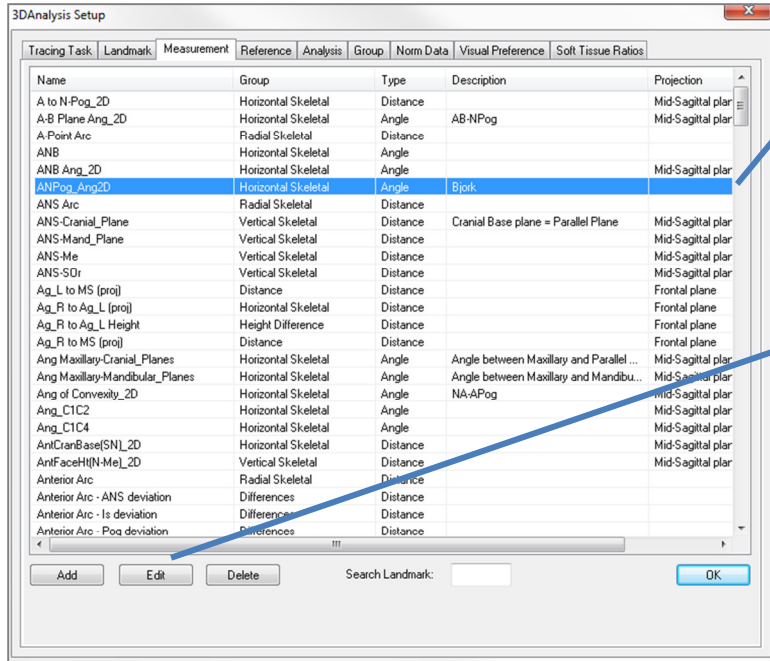 3DAnalysis Setup
Tracing Task Landmark Measurement Reference Analysis Group Norm Data Visual Preference Soft Tissue Ratios
Name Group Type Description Projection
A to N-Pog_2D Horizontal Skeletal Distance Mid-Sagittal plar
A-B Plane Ang_2D Horizontal Skeletal Angle AB-NPog Mid-Sagittal plar
A-Point Arc Radial Skeletal Distance
ANB Horizontal Skeletal Angle
ANB Ang_2D Horizontal Skeletal Angle Mid-Sagittal plar
ANPog_Ang2D Horizontal Skeletal Angle Bjork
ANS Arc Radial Skeletal Distance
ANS-Cranial_Plane Vertical Skeletal Distance Cranial Base plane = Parallel Plane Mid-Sagittal plar
ANS-Mand_Plane Vertical Skeletal Distance Mid-Sagittal plar
ANS-Me Vertical Skeletal Distance Mid-Sagittal plar
ANS-SOr Vertical Skeletal Distance Mid-Sagittal plar
Ag_L to MS (proj) Distance Distance Frontal plane
Ag_R to Ag_L (proj) Horizontal Skeletal Distance Frontal plane
Ag_R to Ag_L Height Height Difference Distance Frontal plane
Ag_R to MS (proj) Distance Distance Frontal plane
Ang Maxillary-Cranial_Planes Horizontal Skeletal Angle Angle between Maxillary and Parallel ... Mid-Sagittal plar
Ang Maxillary-Mandibular_Planes Horizontal Skeletal Angle Angle between Maxillary and Mandibu... Mid-Sagittal plar
Ang of Convexity_2D Horizontal Skeletal Angle NA-APog Mid-Sagittal plar
Ang_C1C2 Horizontal Skeletal Angle Mid-Sagittal plar
Ang_C1C4 Horizontal Skeletal Angle Mid-Sagittal plar
AntCranBase(SN)_2D Horizontal Skeletal Distance Mid-Sagittal plar
AntFaceHt(N-Me)_2D Vertical Skeletal Distance Mid-Sagittal plar
Anterior Arc Radial Skeletal Distance
Anterior Arc - ANS deviation Differences Distance
Anterior Arc - Is deviation Differences Distance
Anterior Arc - Pog deviation Differences Distance
Add Edit Delete Search Landmark: OK